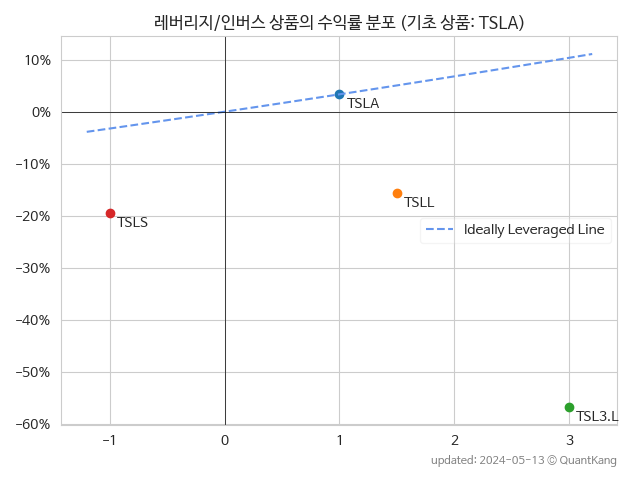 레버리지/인버스 상품의 수익률 분포 (기초 상품: TSLA)
10%
0%
−10%
−20%
−30%
−40%
−50%
−60%
TSLA
TSLL
TSLS
Ideally Leveraged Line
TSL3.L
−1
0
1
2
3
updated: 2024-05-13 © QuantKang